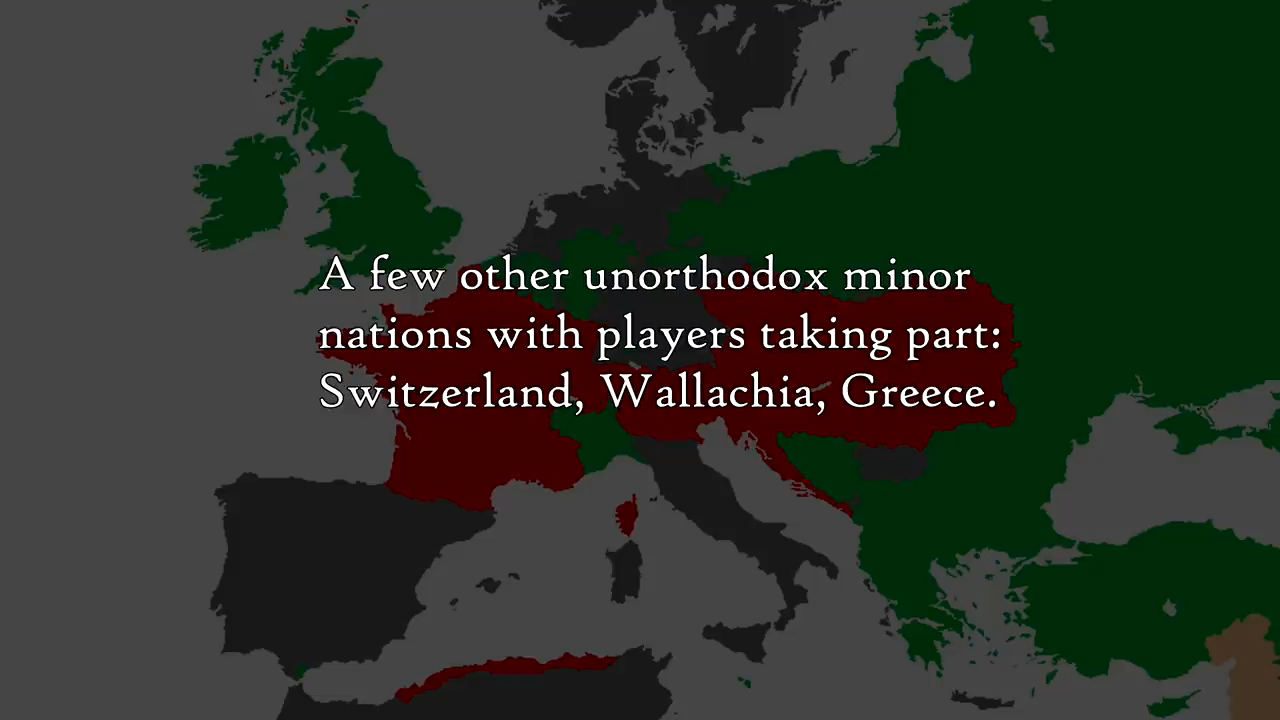 A few other unorthodox minor
nations with players taking part:
Switzerland, Wallachia, Greece.